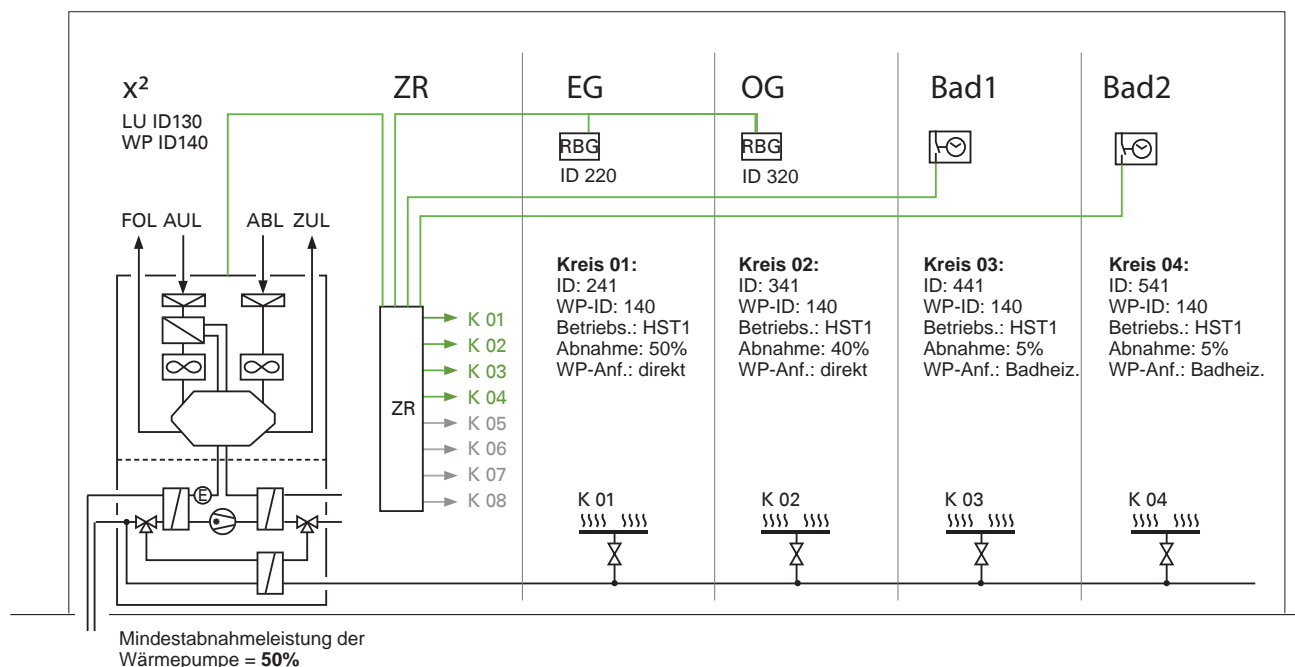 x²
LU ID130
WP ID140
ZR
EG
OG
Bad1
Bad2
RBG
ID 220
RBG
ID 320
FOL AUL ABL ZUL
Kreis 01:
ID: 241
WP-ID: 140
Betriebs.: HST1
Abnahme: 50%
WP-Anf.: direkt
Kreis 02:
ID: 341
WP-ID: 140
Betriebs.: HST1
Abnahme: 40%
WP-Anf.: direkt
Kreis 03:
ID: 441
WP-ID: 140
Betriebs.: HST1
Abnahme: 5%
WP-Anf.: Badheiz.
Kreis 04:
ID: 541
WP-ID: 140
Betriebs.: HST1
Abnahme: 5%
WP-Anf.: Badheiz.
ZR
K 01
K 02
K 03
K 04
K 05
K 06
K 07
K 08
E
K 01
K 02
K 03
K 04
Mindestabnahmeleistung der
Wärmepumpe = 50%